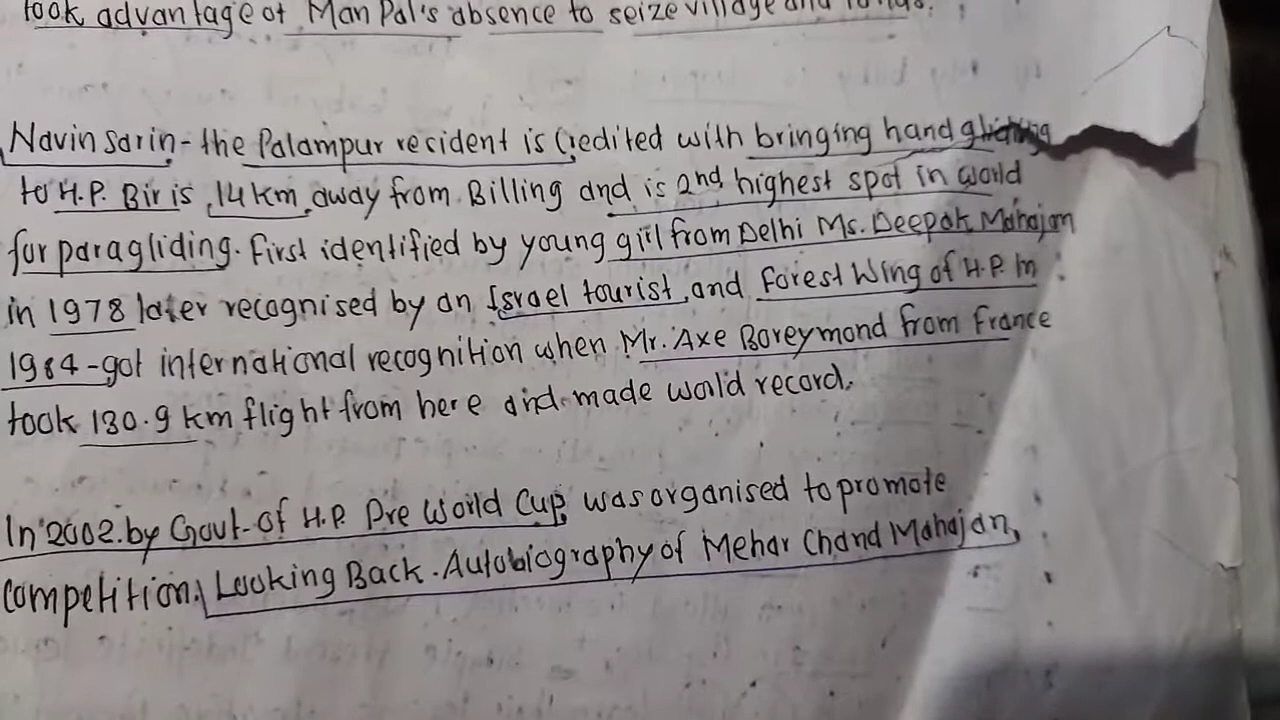 took advantage of Man Pal's absence to seize village and
Navin Sarin - the Palampur recident is Credited with bringing hand gliding
to H.P. Bir is 14 km away from Billing and is 2nd highest spot in world
for paragliding. First identified by young girl from Delhi Ms. Deepak Mahajan
in 1978 later recognised by an Israel tourist and Forest Wing of H.P. in
1984 - got international recognition when Mr. Axe Boreymond from France
took 130.9 km flight from here and made world record.
In 2002 by Govt. of H.P. Pre World Cup was organised to promote
competition. Looking Back - Autobiography of Mehar Chand Mahajan,